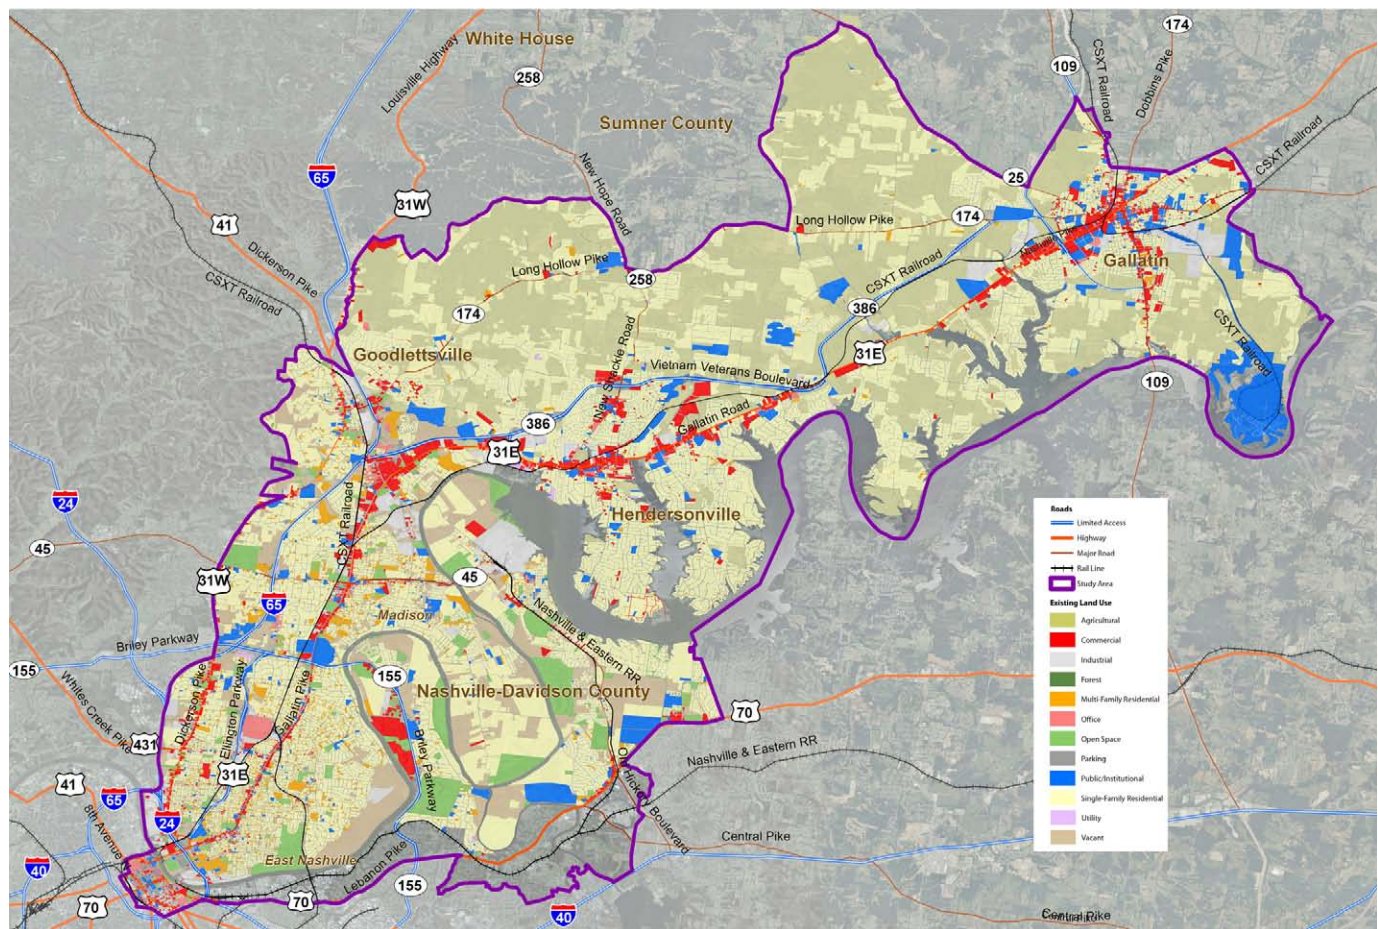 White House
174
258
109
CSXT Railroad
Dobbins Pike
Louisville Highway
Sumner County
CSXT Railroad
65
New Hope Road
25
31W
41
Long Hollow Pike
174
Nashville Pike
Dickerson Pike
Long Hollow Pike
Gallatin
CSXT Railroad
CSXT Railroad
258
174
386
CSXT Railroad
New Shackle Road
Goodlettsville
31E
Vietnam Veterans Boulevard
109
Gallatin Road
386
31E
24
CSXT Railroad
Hendersonville
45
31W
45
65
Madison
Nashville & Eastern RR
Briley Parkway
155
155
Whites Creek Pike
Dickerson Pike
Ellington Parkway
Gallatin Pike
Nashville-Davidson County
70
431
Briley Parkway
Nashville & Eastern RR
31E
41
65
Old Hickory Boulevard
8th Avenue
24
Central Pike
East Nashville
Lebanon Pike
40
155
70
70
40
Central Pike
Roads
Limited Access
Highway
Major Road
Rail Line
Study Area
Existing Land Use
Agricultural
Commercial
Industrial
Forest
Multi-Family Residential
Office
Open Space
Parking
Public/Institutional
Single-Family Residential
Utility
Vacant